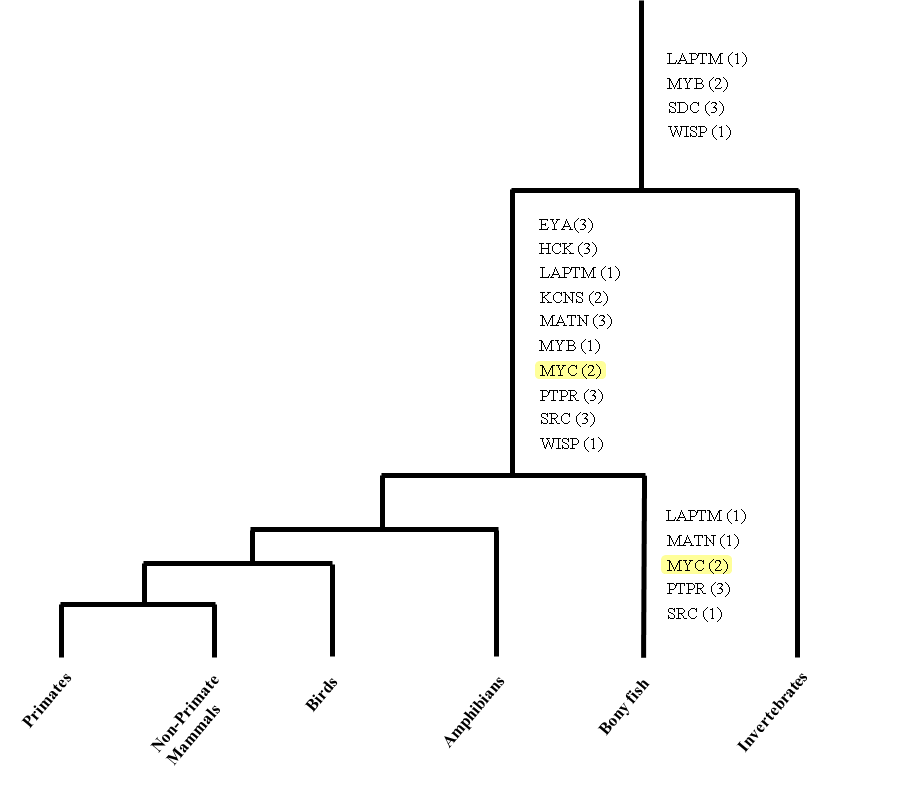 LAPTM (1)
MYB (2)
SDC (3)
WISP (1)
EYA(3)
HCK (3)
LAPTM (1)
KCNS (2)
MATN (3)
MYB (1)
MYC (2)
PTPR (3)
SRC (3)
WISP (1)
LAPTM (1)
MATN (1)
MYC (2)
PTPR (3)
SRC (1)
Primates
Non-Primate
Mammals
Birds
Amphibians
Bony fish
Invertebrates